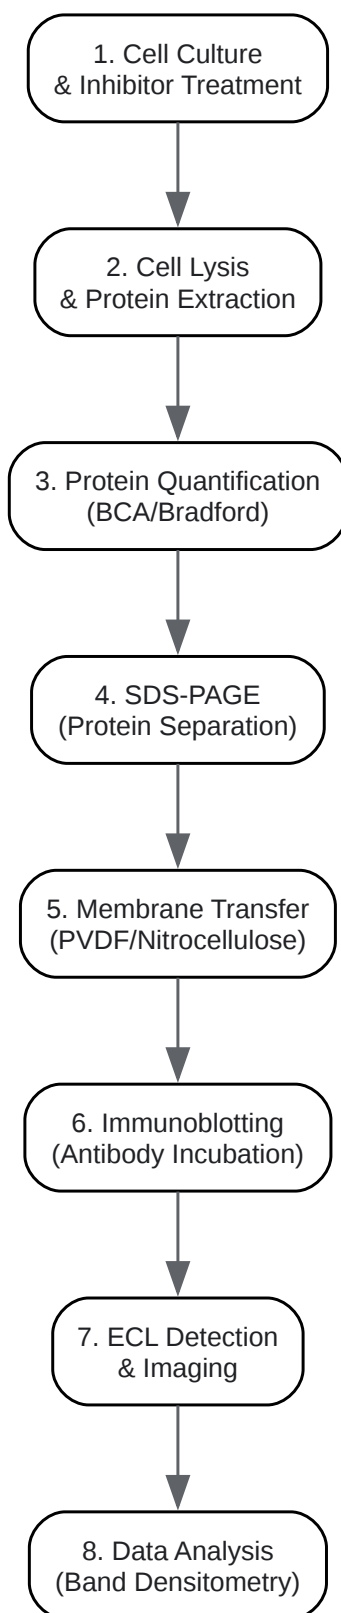 1. Cell Culture
& Inhibitor Treatment
2. Cell Lysis
& Protein Extraction
3. Protein Quantification
(BCA/Bradford)
4. SDS-PAGE
(Protein Separation)
5. Membrane Transfer
(PVDF/Nitrocellulose)
6. Immunoblotting
(Antibody Incubation)
7. ECL Detection
& Imaging
8. Data Analysis
(Band Densitometry)